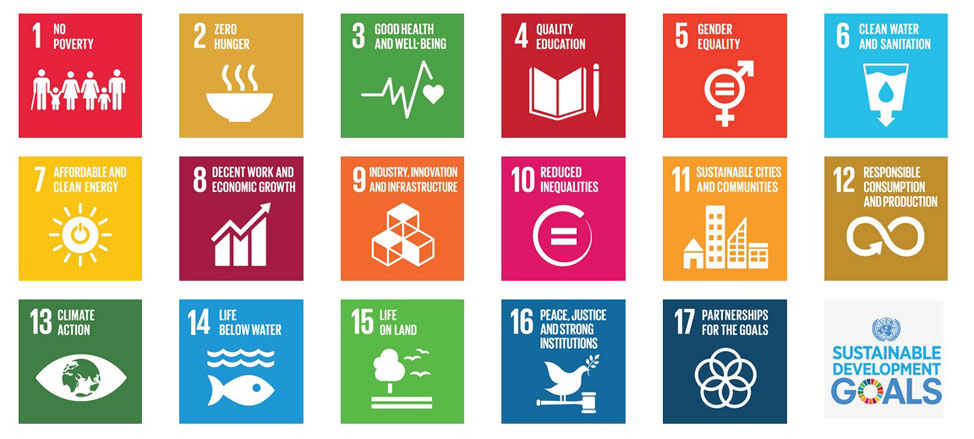 1 NO
POVERTY
2 ZERO
HUNGER
3 GOOD HEALTH
AND WELL-BEING
4 QUALITY
EDUCATION
5 GENDER
EQUALITY
6 CLEAN WATER
AND SANITATION
7 AFFORDABLE AND
CLEAN ENERGY
8 DECENT WORK AND
ECONOMIC GROWTH
9 INDUSTRY, INNOVATION
AND INFRASTRUCTURE
10 REDUCED
INEQUALITIES
11 SUSTAINABLE CITIES
AND COMMUNITIES
12 RESPONSIBLE
CONSUMPTION
AND PRODUCTION
13 CLIMATE
ACTION
14 LIFE
BELOW WATER
15 LIFE
ON LAND
16 PEACE, JUSTICE
AND STRONG
INSTITUTIONS
17 PARTNERSHIPS
FOR THE GOALS
SUSTAINABLE
DEVELOPMENT
GOALS